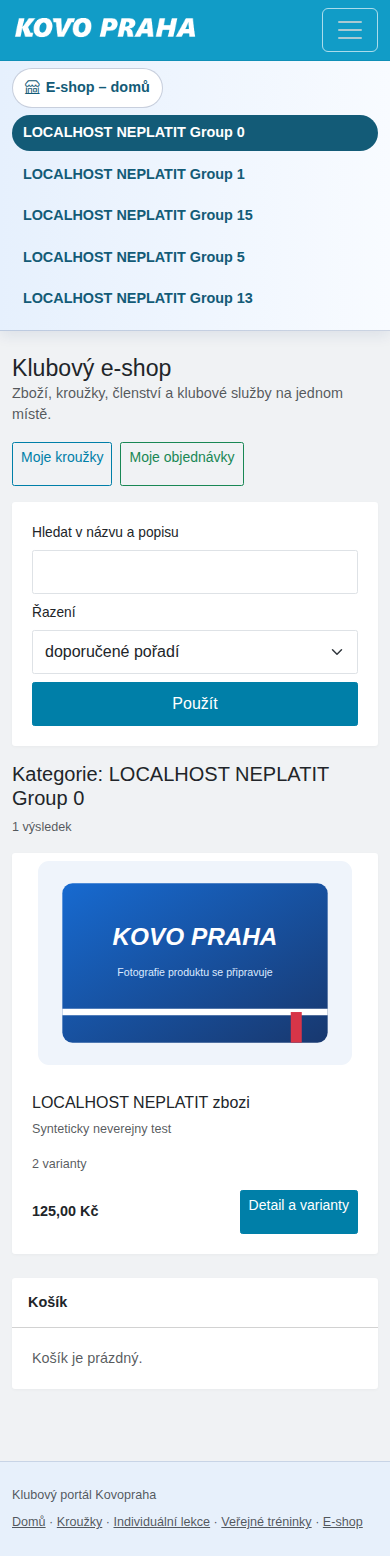 KOVO PRAHA
E-shop – domů
LOCALHOST NEPLATIT Group 0
LOCALHOST NEPLATIT Group 1
LOCALHOST NEPLATIT Group 15
LOCALHOST NEPLATIT Group 5
LOCALHOST NEPLATIT Group 13
Klubový e-shop
Zboží, kroužky, členství a klubové služby na jednom
místě.
Moje kroužky
Moje objednávky
Hledat v názvu a popisu
Řazení
doporučené pořadí
Použít
Kategorie: LOCALHOST NEPLATIT
Group 0
1 výsledek
KOVO PRAHA
Fotografie produktu se připravuje
LOCALHOST NEPLATIT zbozi
Synteticky neverejny test
2 varianty
125,00 Kč
Detail a varianty
Košík
Košík je prázdný.
Klubový portál Kovopraha
Domů · Kroužky · Individuální lekce · Veřejné tréninky · E-shop